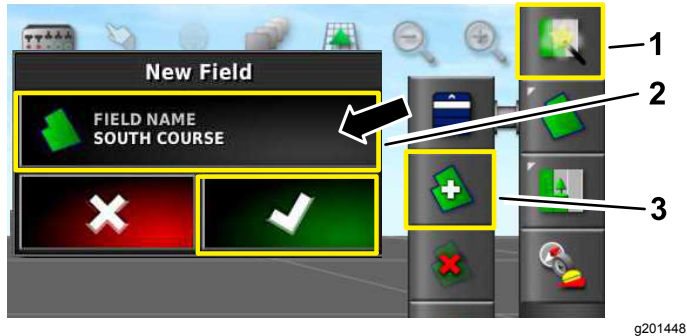 New Field
1
FIELD NAME
SOUTH COURSE
2
3
g201448